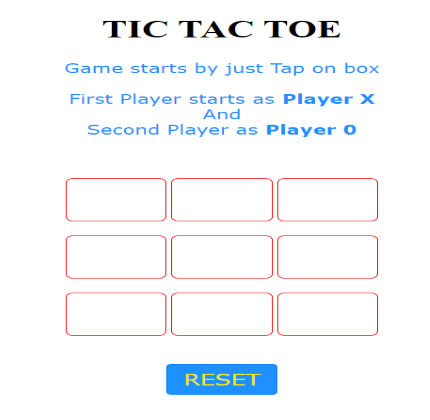 TIC TAC TOE
Game starts by just Tap on box
First Player starts as Player X
And
Second Player as Player 0
RESET